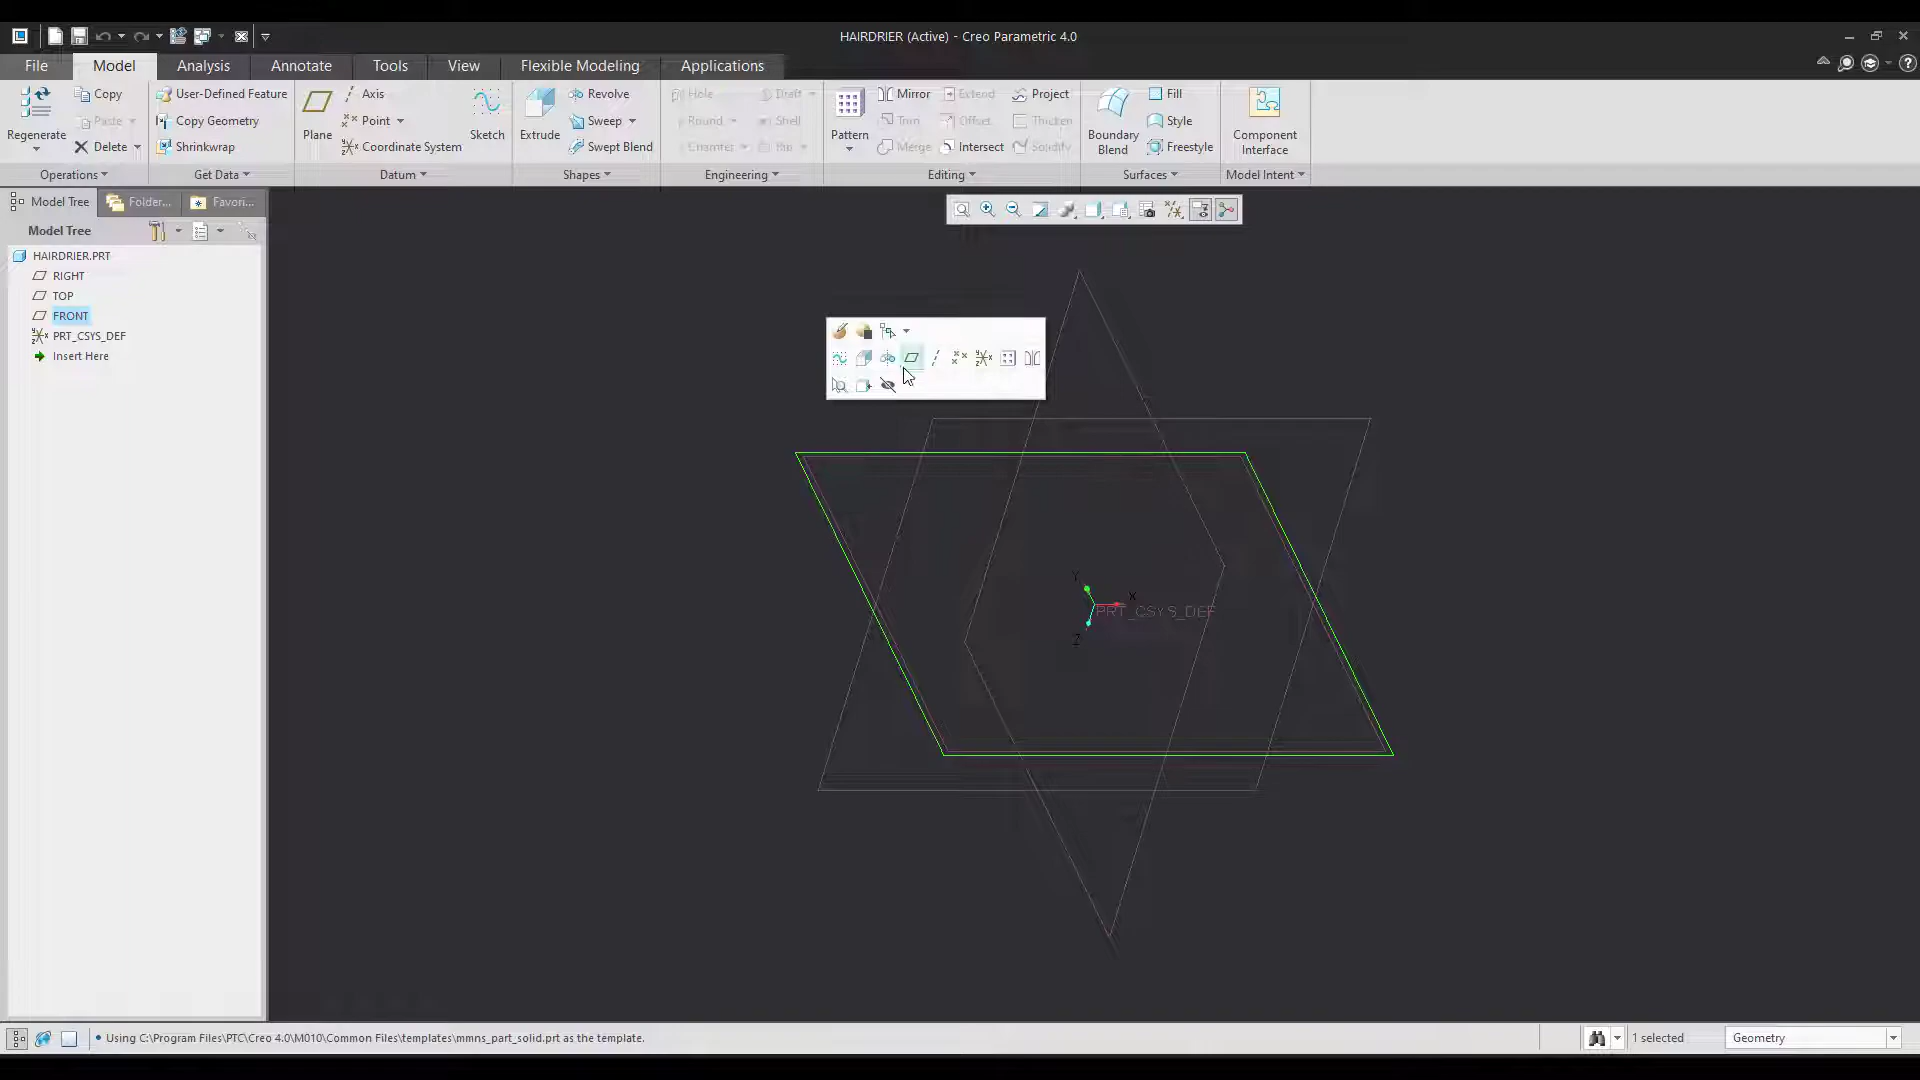 HAIRDRIER (Active) - Creo Parametric 4.0
File Model Analysis Annotate Tools View Flexible Modeling Applications
Regenerate
Copy
Paste
Delete
Operations
User-Defined Feature
Copy Geometry
Shrinkwrap
Get Data
Plane
Axis
Point
Coordinate System
Sketch
Datum
Extrude
Revolve
Sweep
Swept Blend
Shapes
Hole
Round
Chamfer
Draft
Shell
Rib
Engineering
Pattern
Mirror
Trim
Merge
Extend
Offset
Intersect
Project
Thicken
Solidify
Editing
Boundary
Blend
Fill
Style
Freestyle
Surfaces
Component
Interface
Model Intent
Model Tree Folder... Favori...
Model Tree
HAIRDRIER.PRT
RIGHT
TOP
FRONT
PRT_CSYS_DEF
Insert Here
Y
X
PRT_CSYS_DEF
Z
• Using C:\Program Files\PTC\Creo 4.0\M010\Common Files\templates\mmns_part_solid.prt as the template.
1 selected
Geometry